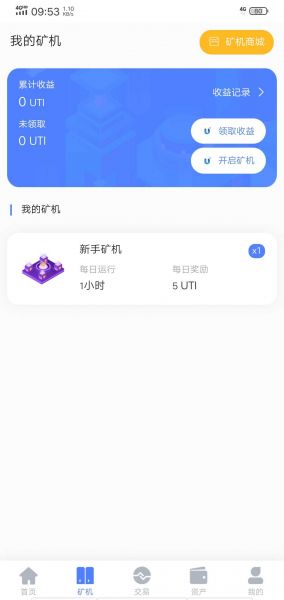 4G 09:53 1.10 KB/s 4G 80
我的矿机
矿机商城
累计收益
0 UTI
收益记录
未领取
0 UTI
领取收益
开启矿机
我的矿机
新手矿机
x1
每日运行
每日奖励
1小时
5 UTI
首页
矿机
交易
资产
我的